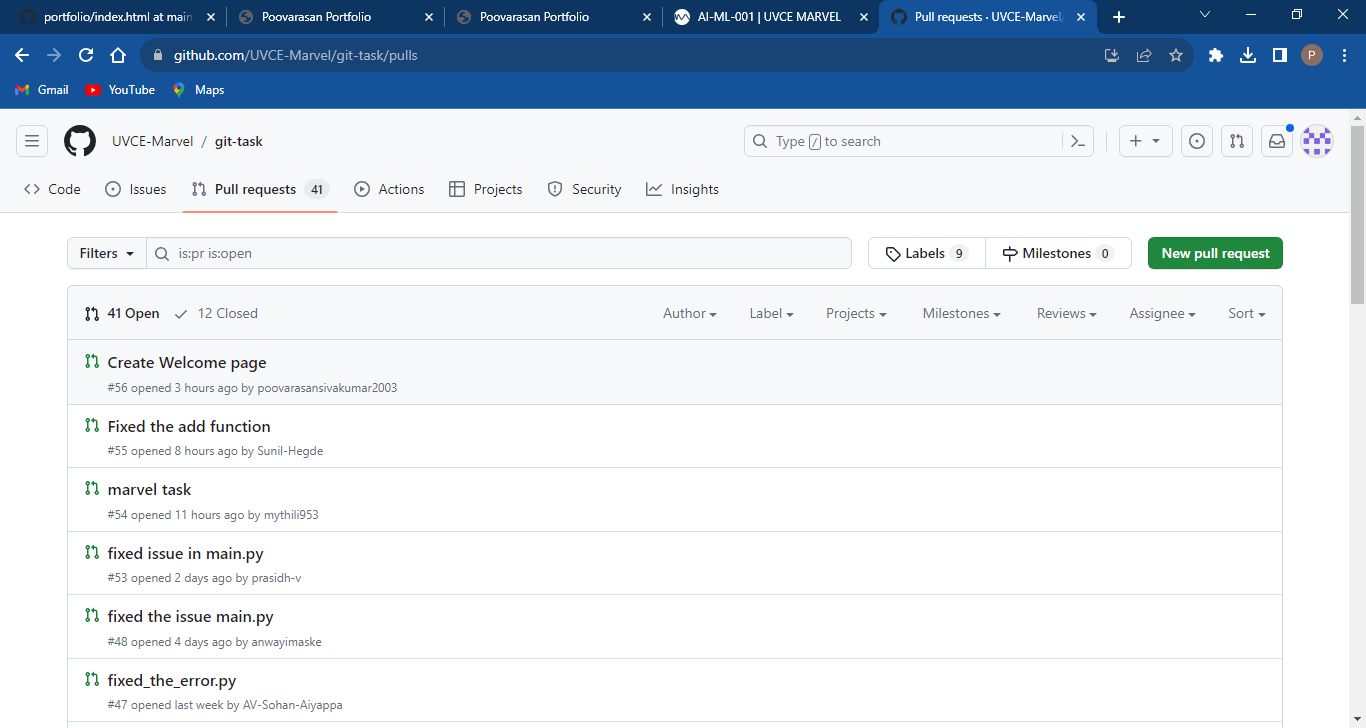 portfolio/index.html at main
Poovarasan Portfolio
Poovarasan Portfolio
AI-ML-001 | UVCE MARVEL
Pull requests · UVCE-Marvel/
github.com/UVCE-Marvel/git-task/pulls
P
Gmail
YouTube
Maps
UVCE-Marvel / git-task
Type / to search
Code
Issues
Pull requests 41
Actions
Projects
Security
Insights
Filters
is:pr is:open
Labels 9
Milestones 0
New pull request
41 Open
12 Closed
Author
Label
Projects
Milestones
Reviews
Assignee
Sort
Create Welcome page
#56 opened 3 hours ago by poovarasansivakumar2003
Fixed the add function
#55 opened 8 hours ago by Sunil-Hegde
marvel task
#54 opened 11 hours ago by mythili953
fixed issue in main.py
#53 opened 2 days ago by prasidh-v
fixed the issue main.py
#48 opened 4 days ago by anwayimaske
fixed_the_error.py
#47 opened last week by AV-Sohan-Aiyappa